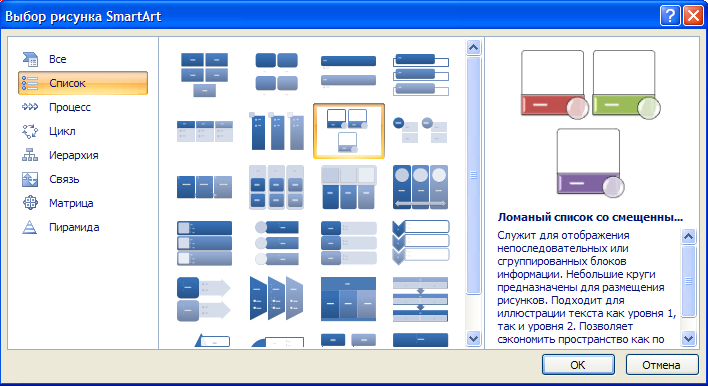 Выбор рисунка SmartArt
Все
Список
Процесс
Цикл
Иерархия
Связь
Матрица
Пирамида
Ломаный список со смещенны...
Служит для отображения
непоследовательных или
сгруппированных блоков
информации. Небольшие круги
предназначены для размещения
рисунков. Подходит для
иллюстрации текста как уровня 1,
так и уровня 2. Позволяет
сэкономить пространство как по
ОК
Отмена